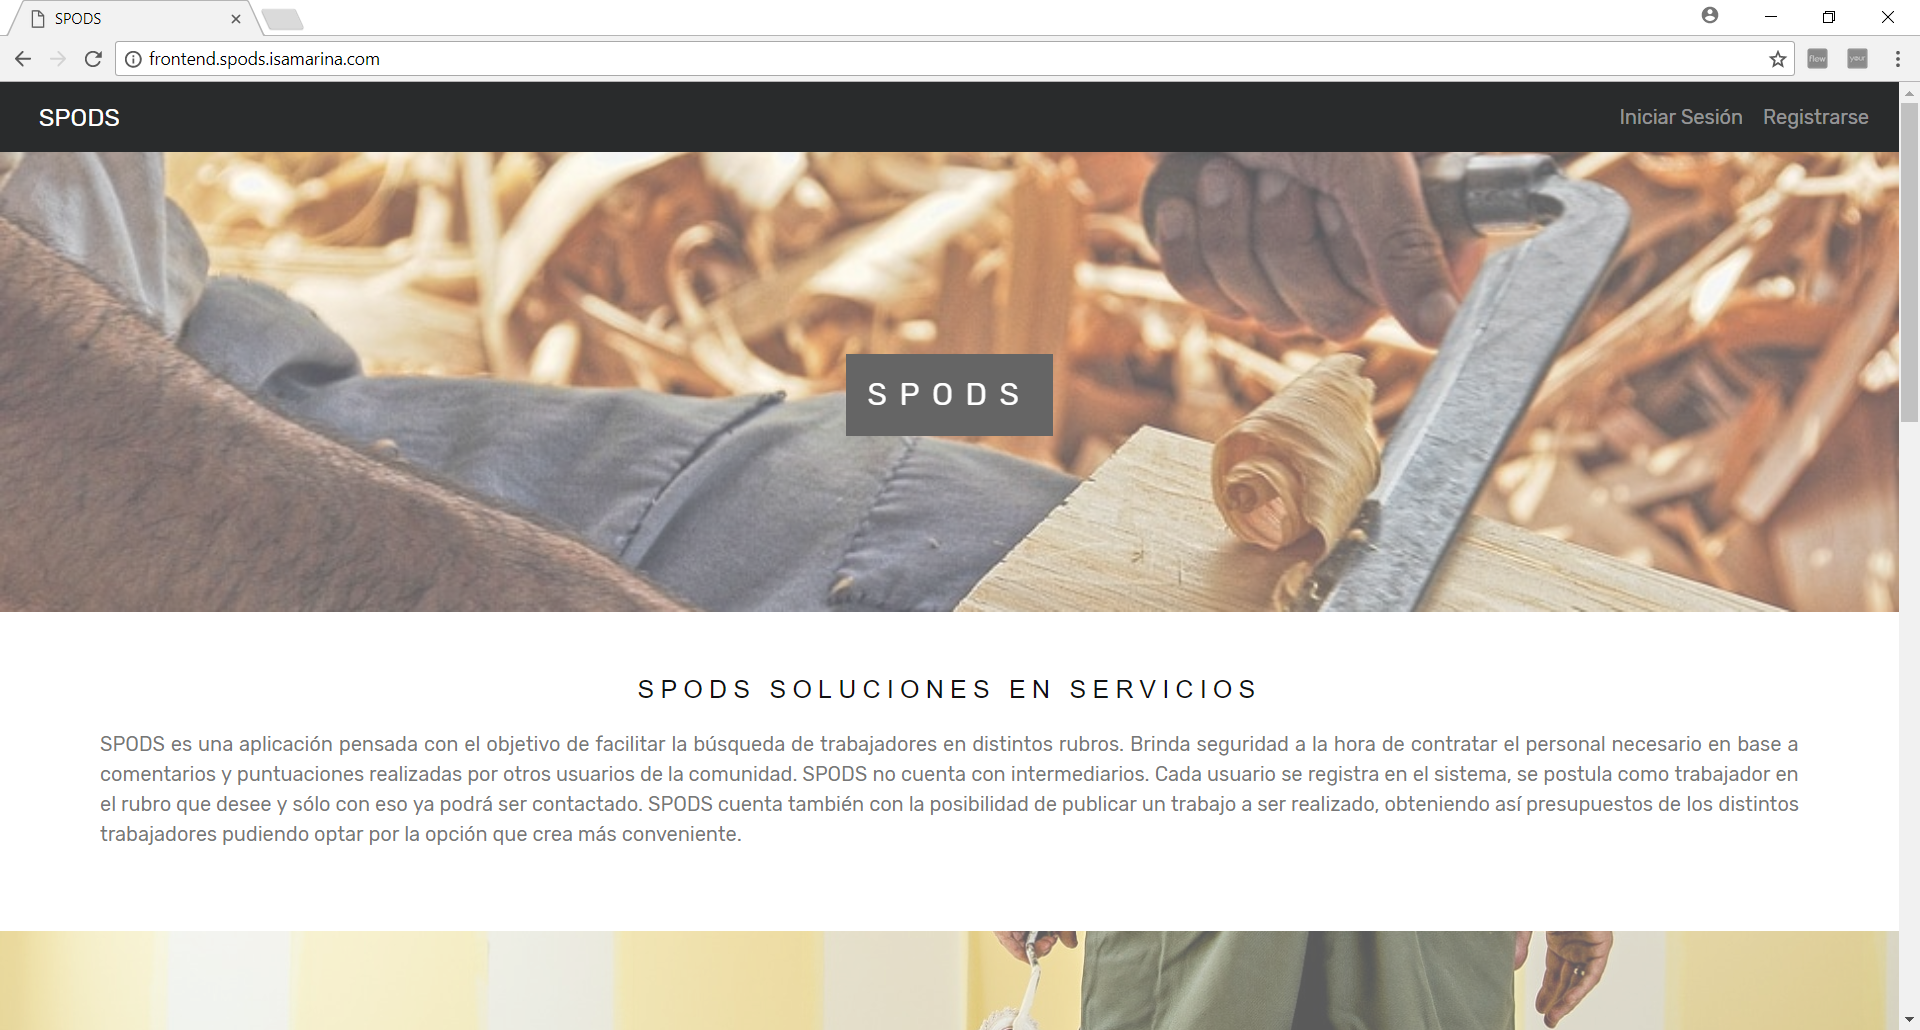 SPODS
frontend.spods.isamarina.com
flow
your
SPODS
Iniciar Sesión
Registrarse
SPODS
SPODS SOLUCIONES EN SERVICIOS
SPODS es una aplicación pensada con el objetivo de facilitar la búsqueda de trabajadores en distintos rubros. Brinda seguridad a la hora de contratar el personal necesario en base a
comentarios y puntuaciones realizadas por otros usuarios de la comunidad. SPODS no cuenta con intermediarios. Cada usuario se registra en el sistema, se postula como trabajador en
el rubro que desee y sólo con eso ya podrá ser contactado. SPODS cuenta también con la posibilidad de publicar un trabajo a ser realizado, obteniendo así presupuestos de los distintos
trabajadores pudiendo optar por la opción que crea más conveniente.